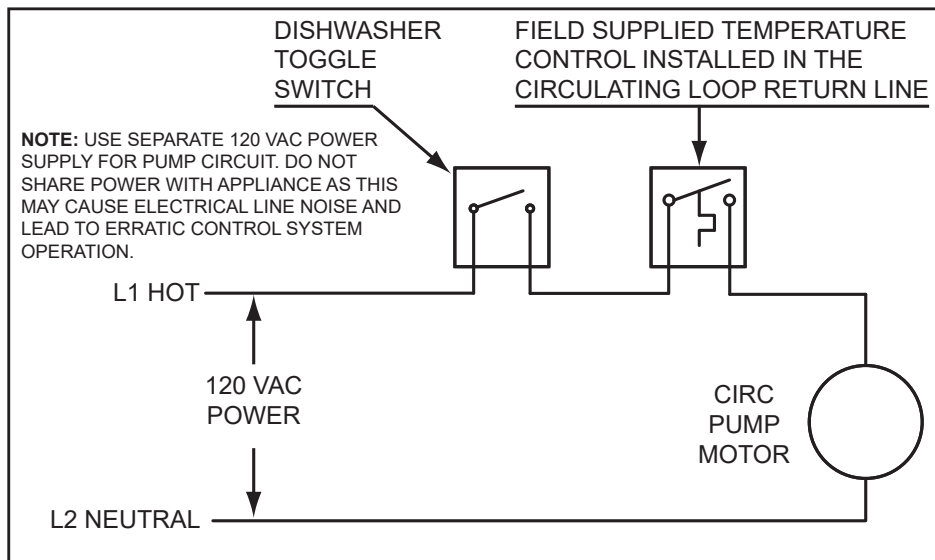 DISHWASHER
TOGGLE
SWITCH
FIELD SUPPLIED TEMPERATURE
CONTROL INSTALLED IN THE
CIRCULATING LOOP RETURN LINE
NOTE: USE SEPARATE 120 VAC POWER
SUPPLY FOR PUMP CIRCUIT. DO NOT
SHARE POWER WITH APPLIANCE AS THIS
MAY CAUSE ELECTRICAL LINE NOISE AND
LEAD TO ERRATIC CONTROL SYSTEM
OPERATION.
L1 HOT
120 VAC
POWER
CIRC
PUMP
MOTOR
L2 NEUTRAL